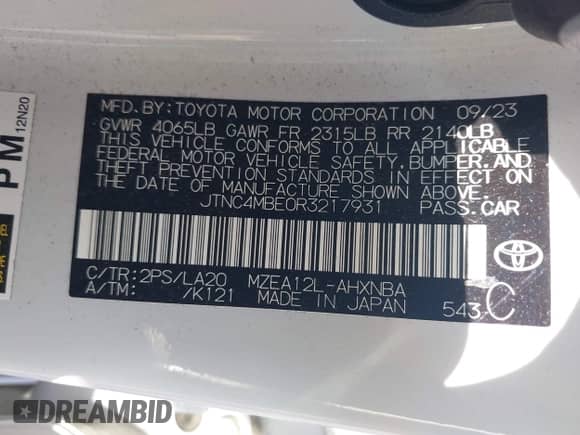 MFD. BY: TOYOTA MOTOR CORPORATION 09/23
GVWR 4065LB GAWR FR 2315LB RR 2140LB
THIS VEHICLE CONFORMS TO ALL APPLICABLE
FEDERAL MOTOR VEHICLE SAFETY, BUMPER, AND
THEFT PREVENTION STANDARDS IN EFFECT ON
THE DATE OF MANUFACTURE SHOWN ABOVE.
JTNC4MBE0R3217931 PASS. CAR
C/TR: 2PS/LA20 MZEA12L-AHXNBA
A/TM: /K121 MADE IN JAPAN 543-C
TOYOTA
PM
12N20
DREAMBID